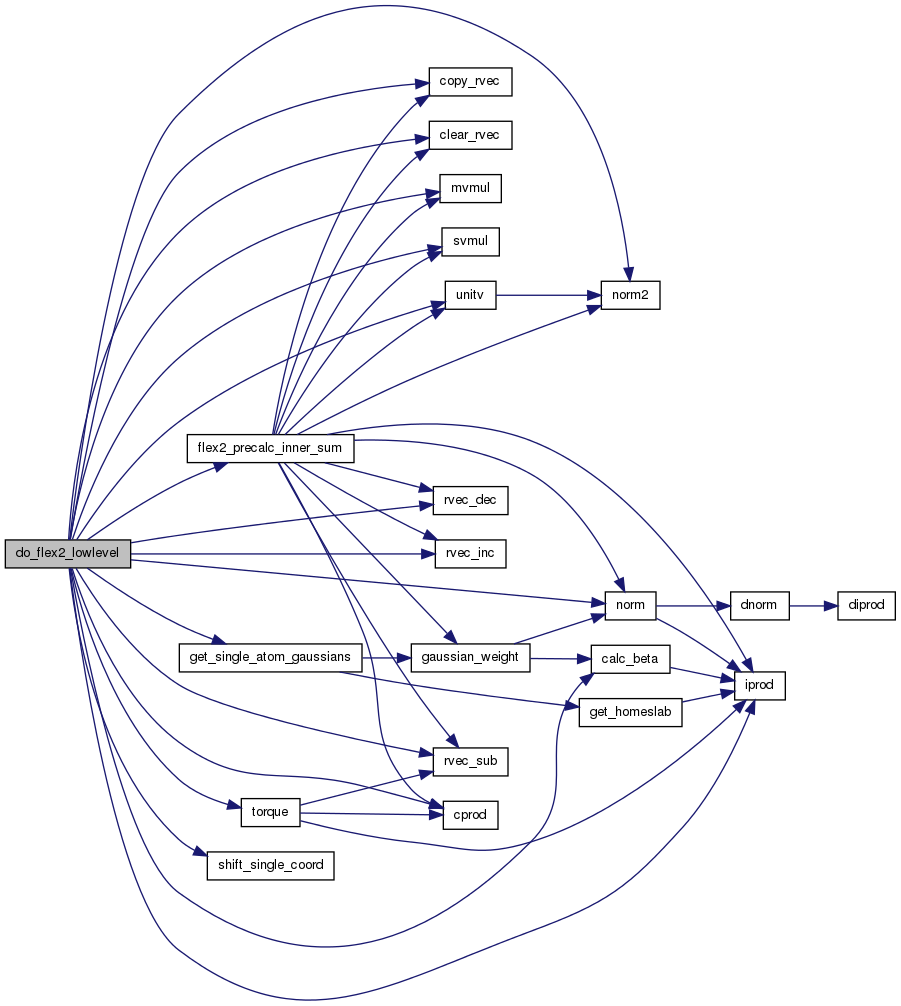 copy_rvec
clear_rvec
mvmul
svmul
unitv
norm2
flex2_precalc_inner_sum
rvec_dec
do_flex2_lowlevel
rvec_inc
norm
dnorm
diprod
get_single_atom_gaussians
gaussian_weight
calc_beta
iprod
get_homeslab
rvec_sub
torque
cprod
shift_single_coord